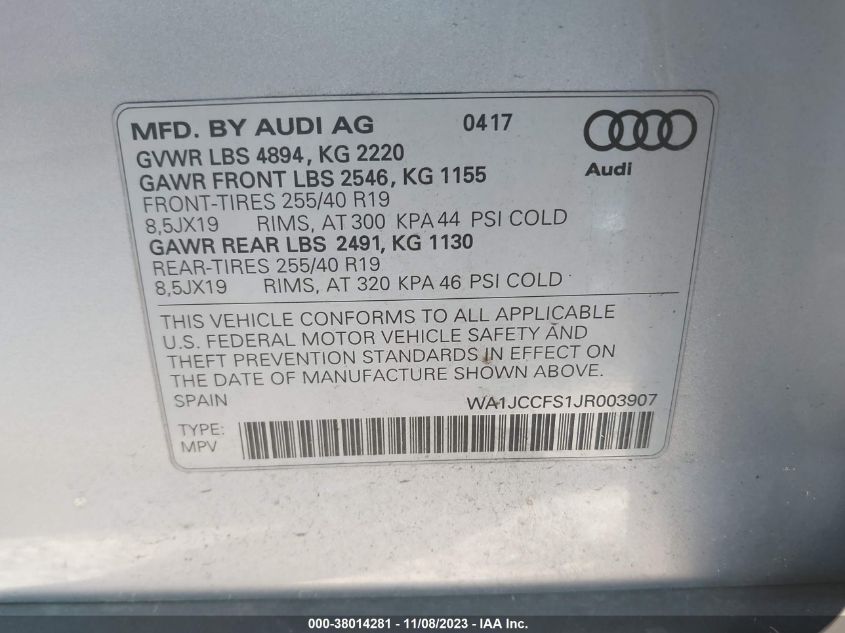 MFD. BY AUDI AG 0417
Audi
GVWR LBS 4894, KG 2220
GAWR FRONT LBS 2546, KG 1155
FRONT-TIRES 255/40 R19
8,5JX19 RIMS, AT 300 KPA 44 PSI COLD
GAWR REAR LBS 2491, KG 1130
REAR-TIRES 255/40 R19
8,5JX19 RIMS, AT 320 KPA 46 PSI COLD
THIS VEHICLE CONFORMS TO ALL APPLICABLE
U.S. FEDERAL MOTOR VEHICLE SAFETY AND
THEFT PREVENTION STANDARDS IN EFFECT ON
THE DATE OF MANUFACTURE SHOWN ABOVE.
SPAIN WA1JCCFS1JR003907
TYPE:
MPV
000-38014281 - 11/08/2023 - IAA Inc.